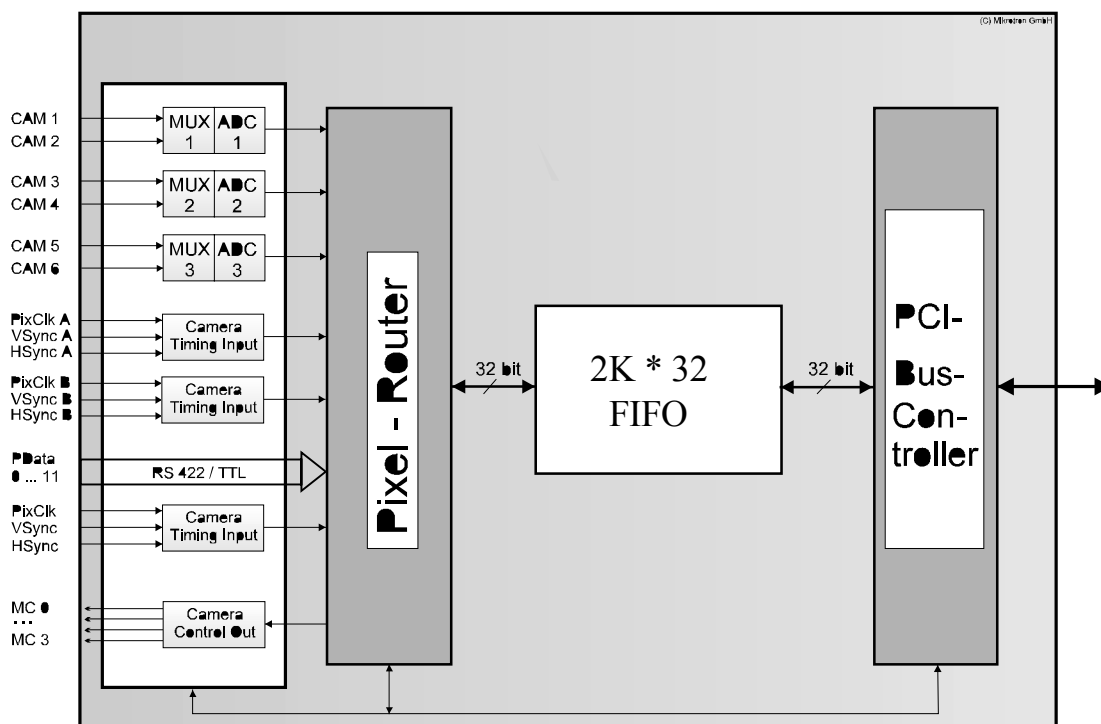 (C) Mikrotron GmbH
CAM 1
CAM 2
MUX ADC
1 1
CAM 3
CAM 4
MUX ADC
2 2
CAM 5
CAM 6
MUX ADC
3 3
PixClk A
VSync A
HSync A
Camera
Timing Input
PixClk B
VSync B
HSync B
Camera
Timing Input
PData
0 ... 11
RS 422 / TTL
PixClk
VSync
HSync
Camera
Timing Input
MC 0
...
MC 3
Camera
Control Out
Pixel - Router
32 bit
2K * 32
FIFO
32 bit
PCI-
Bus-
Con-
troller